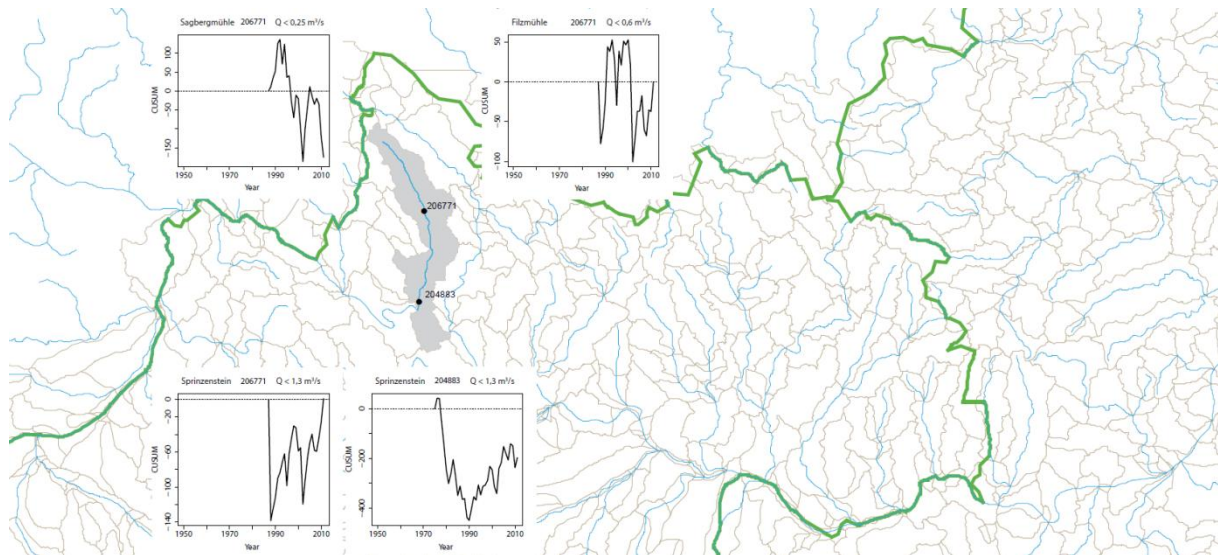 Sagbergmühle 206771 Q < 0,25 m³/s
CUSUM
100
50
0
−50
−150
1950 1970 1990 2010
Year
Filzmühle 206771 Q < 0,6 m³/s
CUSUM
50
0
−50
−100
1950 1970 1990 2010
Year
206771
204883
Sprinzenstein 206771 Q < 1,3 m³/s
CUSUM
0
−20
−60
−100
−140
1950 1970 1990 2010
Year
Sprinzenstein 204883 Q < 1,3 m³/s
CUSUM
0
−200
−400
1950 1970 1990 2010
Year